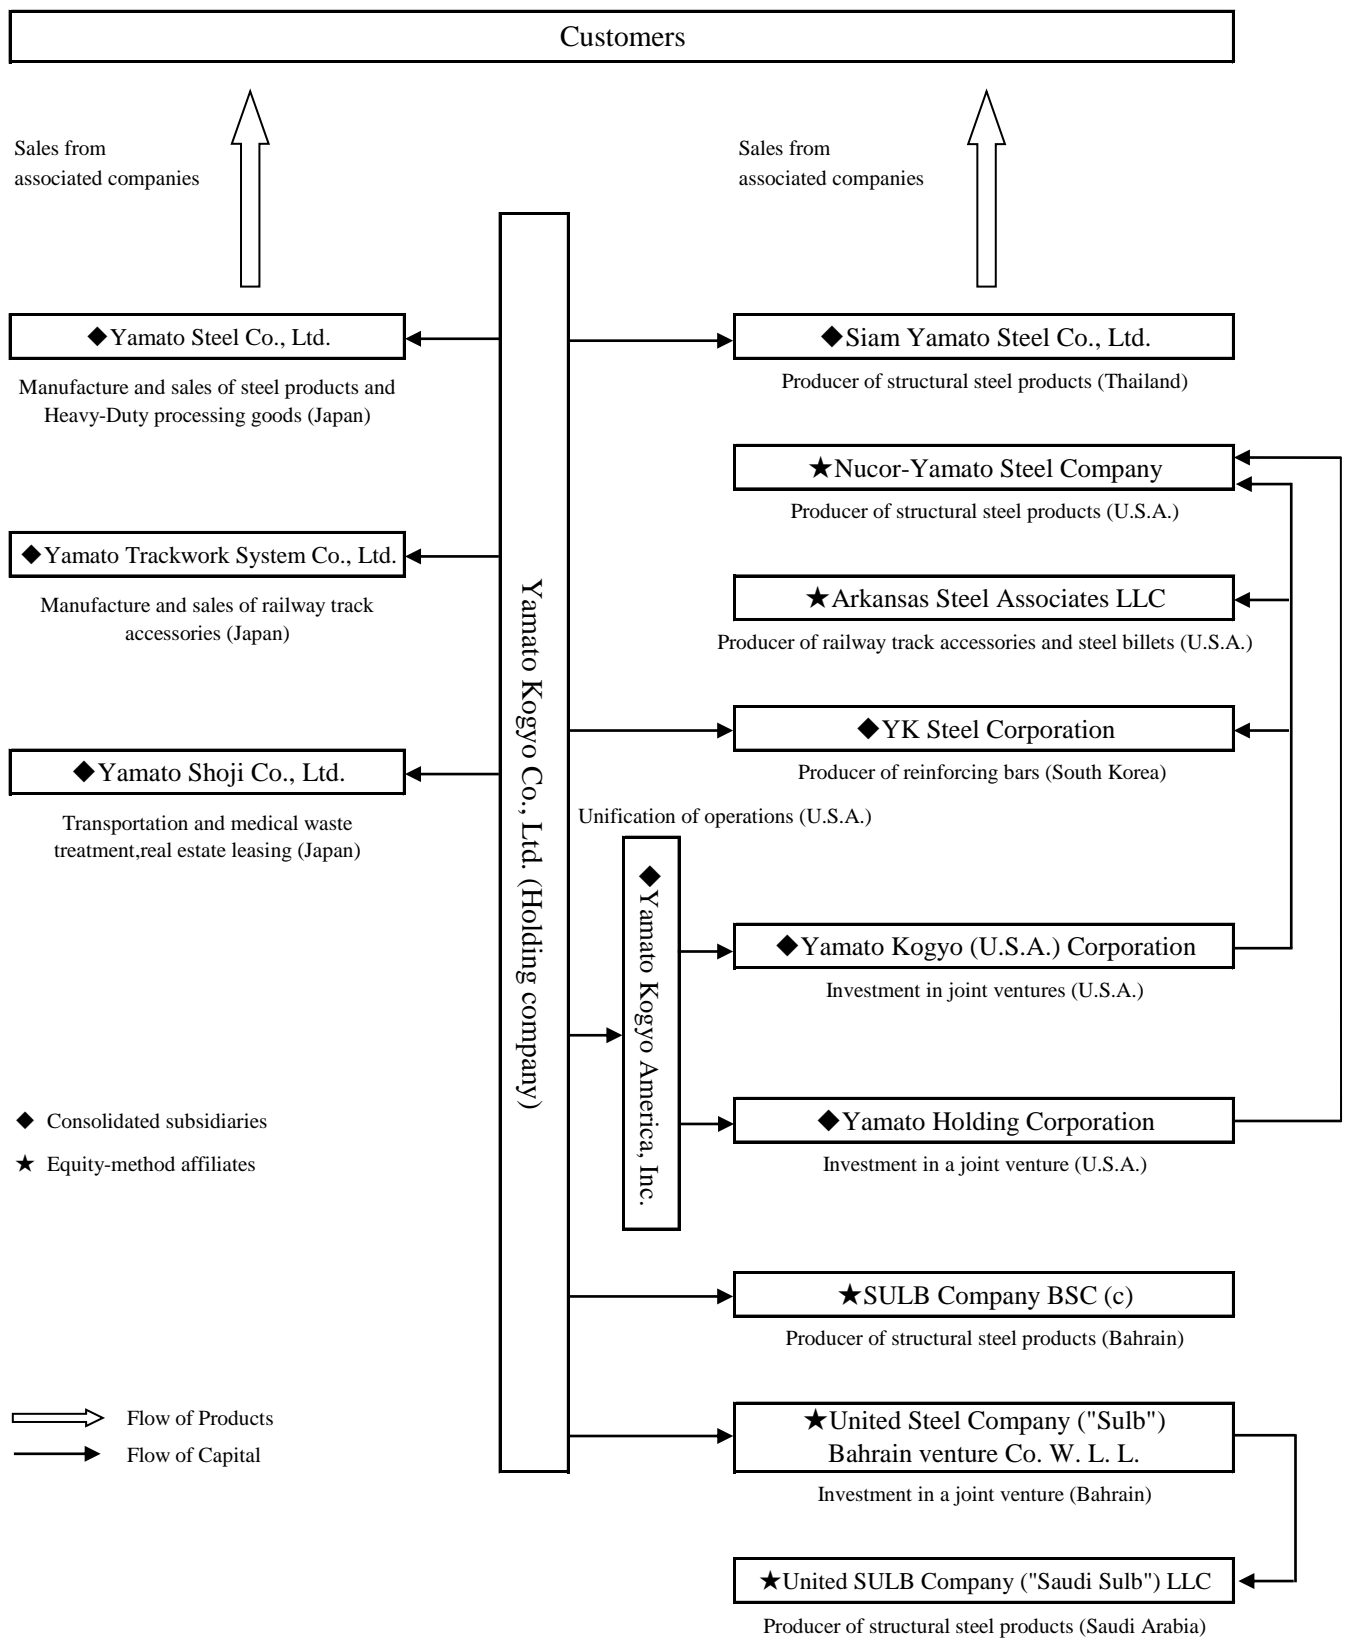 Customers
Sales from
associated companies
Sales from
associated companies
◆Yamato Steel Co., Ltd.
Manufacture and sales of steel products and
Heavy-Duty processing goods (Japan)
◆Yamato Trackwork System Co., Ltd.
Manufacture and sales of railway track
accessories (Japan)
◆Yamato Shoji Co., Ltd.
Transportation and medical waste
treatment,real estate leasing (Japan)
Yamato Kogyo Co., Ltd. (Holding company)
◆Siam Yamato Steel Co., Ltd.
Producer of structural steel products (Thailand)
★Nucor-Yamato Steel Company
Producer of structural steel products (U.S.A.)
★Arkansas Steel Associates LLC
Producer of railway track accessories and steel billets (U.S.A.)
◆YK Steel Corporation
Producer of reinforcing bars (South Korea)
Unification of operations (U.S.A.)
◆Yamato Kogyo America, Inc.
◆Yamato Kogyo (U.S.A.) Corporation
Investment in joint ventures (U.S.A.)
◆Yamato Holding Corporation
Investment in a joint venture (U.S.A.)
★SULB Company BSC (c)
Producer of structural steel products (Bahrain)
★United Steel Company ("Sulb")
Bahrain venture Co. W. L. L.
Investment in a joint venture (Bahrain)
★United SULB Company ("Saudi Sulb") LLC
Producer of structural steel products (Saudi Arabia)
◆ Consolidated subsidiaries
★ Equity-method affiliates
Flow of Products
Flow of Capital